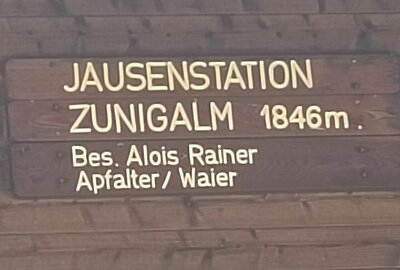 JAUSENSTATION
ZUNIGALM 1846m.
Bes. Alois Rainer
Apfalter/ Waier